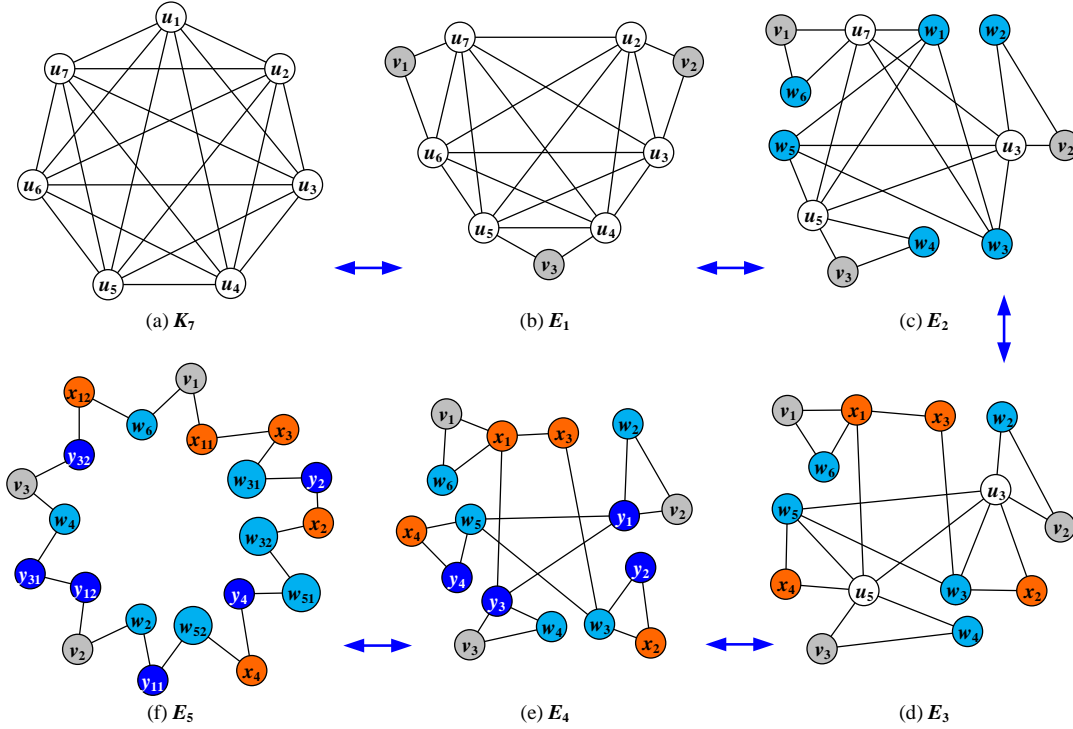 u1
u7
u2
u6
u3
u5
u4
(a) K7
u7
u2
v1
v2
u6
u3
u5
u4
v3
(b) E1
v1
u7
w1
w2
w6
w5
u3
v2
u5
w4
w3
v3
(c) E2
x12
v1
w6
x11
x3
y32
v3
w31
y2
w4
w32
x2
y31
y12
y4
w51
w2
w52
v2
y11
x4
(f) E5
v1
x1
x3
w2
w6
x4
w5
y1
v2
y4
y3
y2
w4
w3
v3
x2
(e) E4
v1
x1
x3
w2
w6
u3
w5
v2
x4
u5
w3
x2
w4
v3
(d) E3